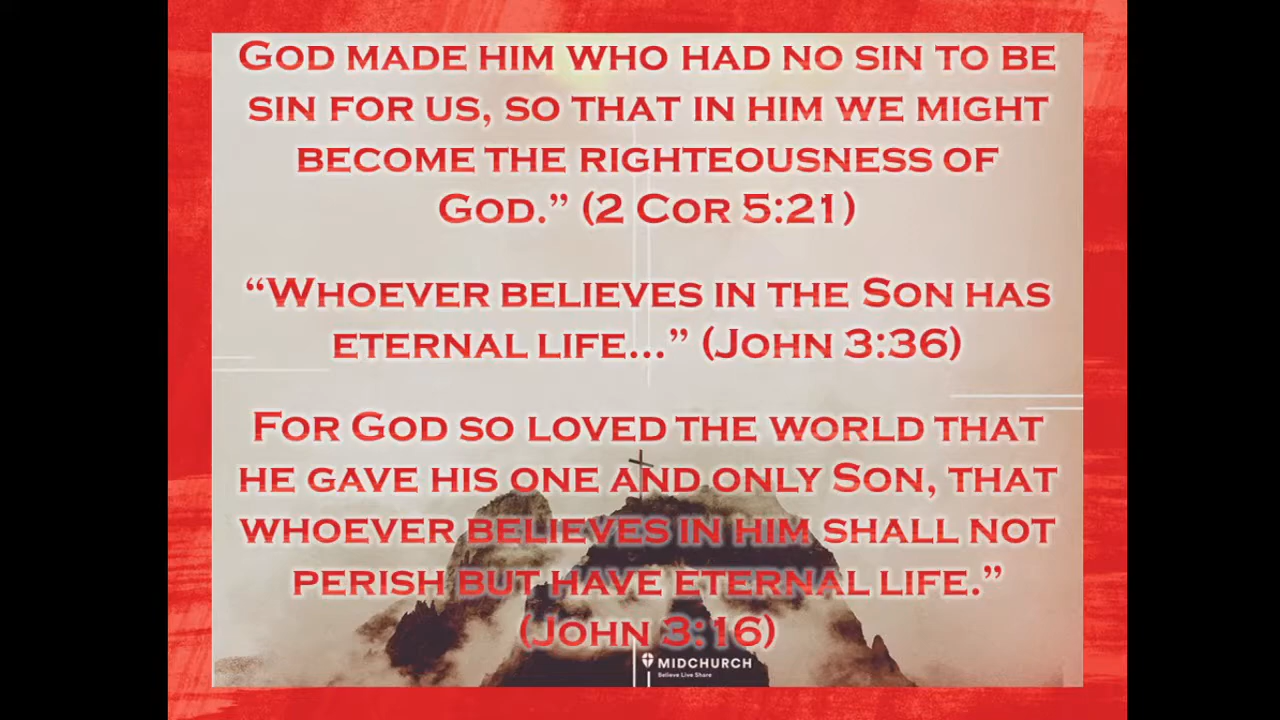 God made him who had no sin to be
sin for us, so that in him we might
become the righteousness of
God.” (2 Cor 5:21)
“Whoever believes in the Son has
eternal life...” (John 3:36)
For God so loved the world that
he gave his one and only Son, that
whoever believes in him shall not
perish but have eternal life.”
(John 3:16)
MIDCHURCH
Believe Live Share